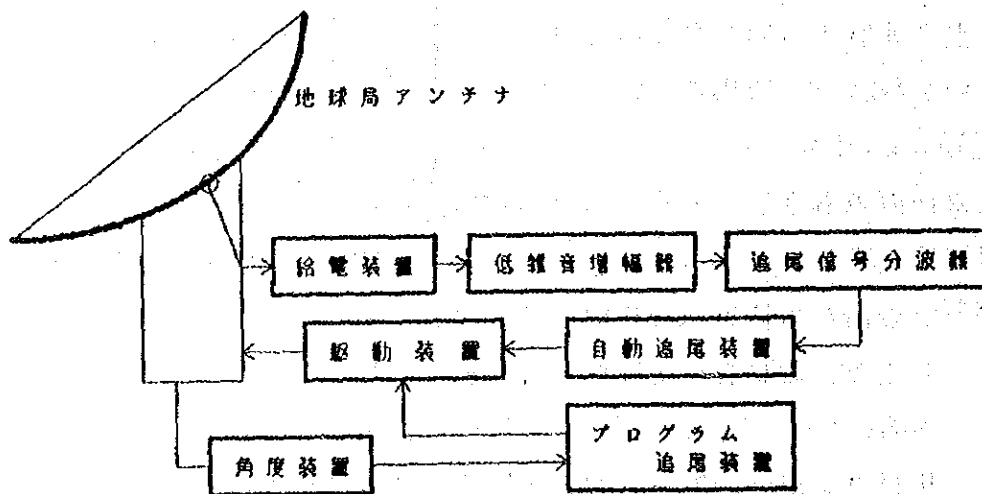 地球局アンテナ
給電装置
低雑音増幅器
追尾信号分波器
駆動装置
自動追尾装置
プログラム
追尾装置
角度装置